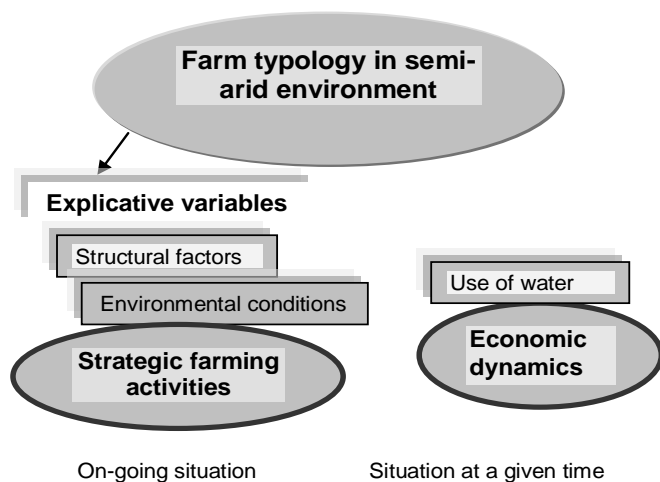 Farm typology in semi-
arid environment
Explicative variables
Structural factors
Environmental conditions
Use of water
Strategic farming
activities
Economic
dynamics
On-going situation
Situation at a given time